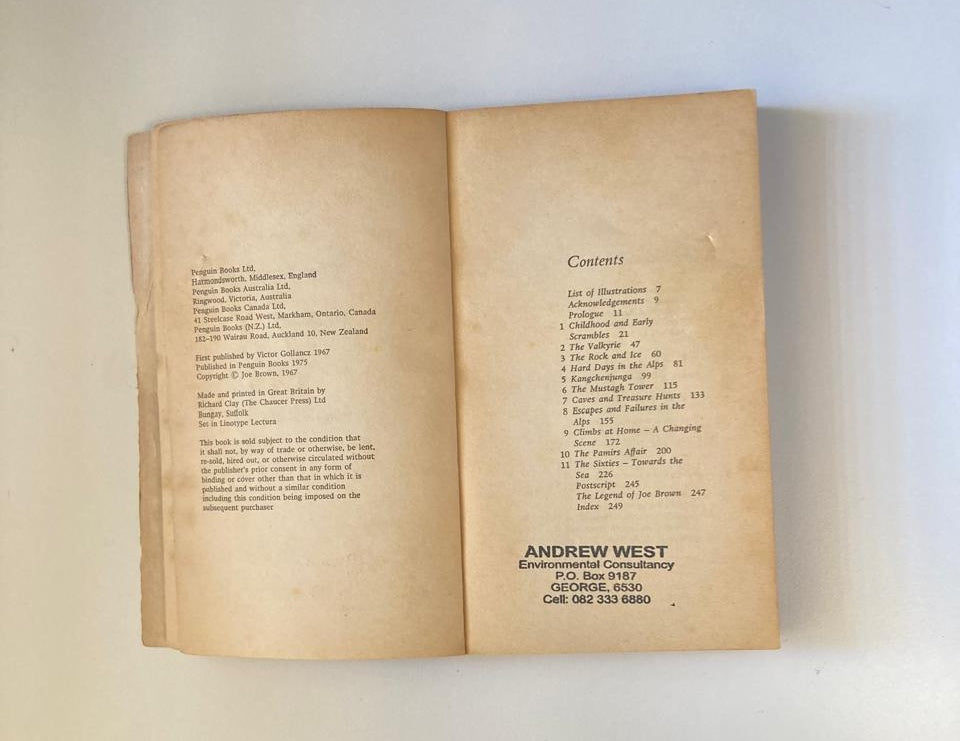 Penguin Books Ltd,
Harmondsworth, Middlesex, England
Penguin Books Australia Ltd,
Ringwood, Victoria, Australia
Penguin Books Canada Ltd,
41 Steelcase Road West, Markham, Ontario, Canada
Penguin Books (N.Z.) Ltd,
182-190 Wairau Road, Auckland 10, New Zealand
First published by Victor Gollancz 1967
Published in Penguin Books 1975
Copyright © Joe Brown, 1967
Made and printed in Great Britain by
Richard Clay (The Chaucer Press) Ltd
Bungay, Suffolk
Set in Linotype Lectura
This book is sold subject to the condition that
it shall not, by way of trade or otherwise, be lent,
re-sold, hired out, or otherwise circulated without
the publisher's prior consent in any form of
binding or cover other than that in which it is
published and without a similar condition
including this condition being imposed on the
subsequent purchaser
Contents
List of Illustrations 7
Acknowledgements 9
Prologue 11
1 Childhood and Early
Scrambles 21
2 The Valkyrie 47
3 The Rock and Ice 60
4 Hard Days in the Alps 81
5 Kangchenjunga 99
6 The Mustagh Tower 115
7 Caves and Treasure Hunts 133
8 Escapes and Failures in the
Alps 155
9 Climbs at Home – A Changing
Scene 172
10 The Pamirs Affair 200
11 The Sixties – Towards the
Sea 226
Postscript 245
The Legend of Joe Brown 247
Index 249
ANDREW WEST
Environmental Consultancy
P.O. Box 9187
GEORGE, 6530
Cell: 082 333 6880